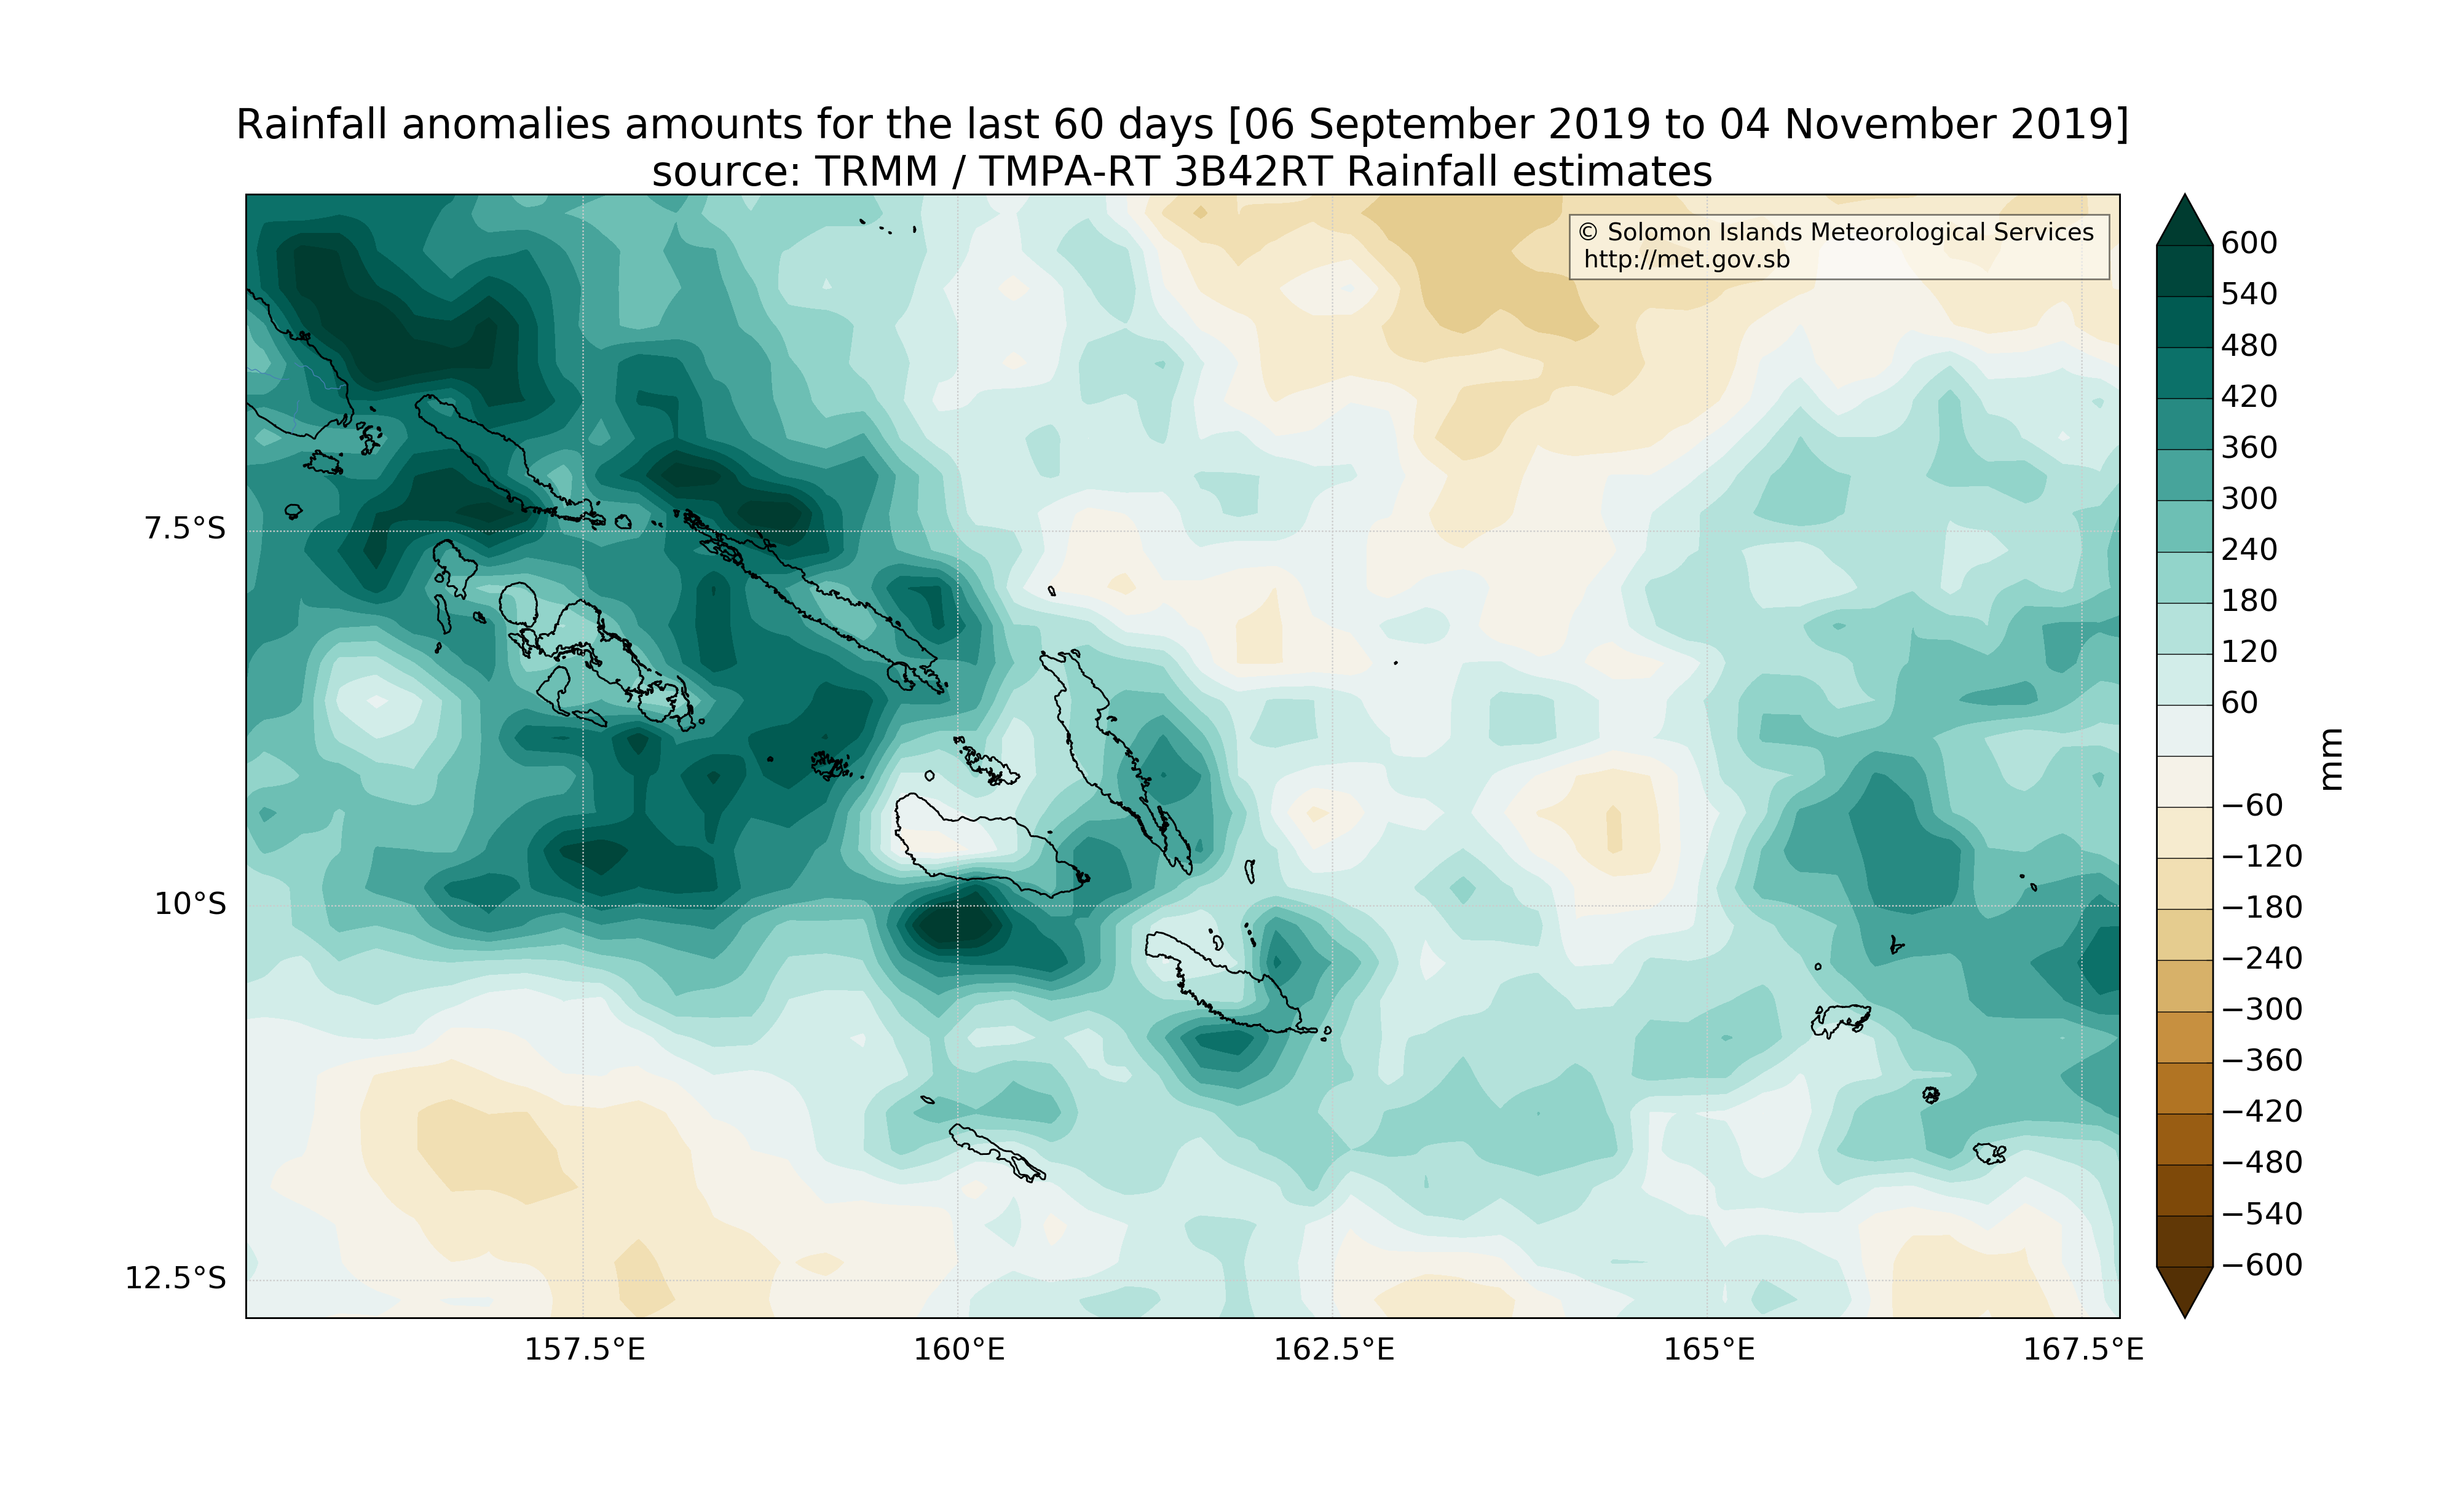 Rainfall anomalies amounts for the last 60 days [06 September 2019 to 04 November 2019]
source: TRMM / TMPA-RT 3B42RT Rainfall estimates
© Solomon Islands Meteorological Services
http://met.gov.sb
7.5°S
10°S
12.5°S
157.5°E
160°E
162.5°E
165°E
167.5°E
600
540
480
420
360
300
240
180
120
60
−60
−120
−180
−240
−300
−360
−420
−480
−540
−600
mm